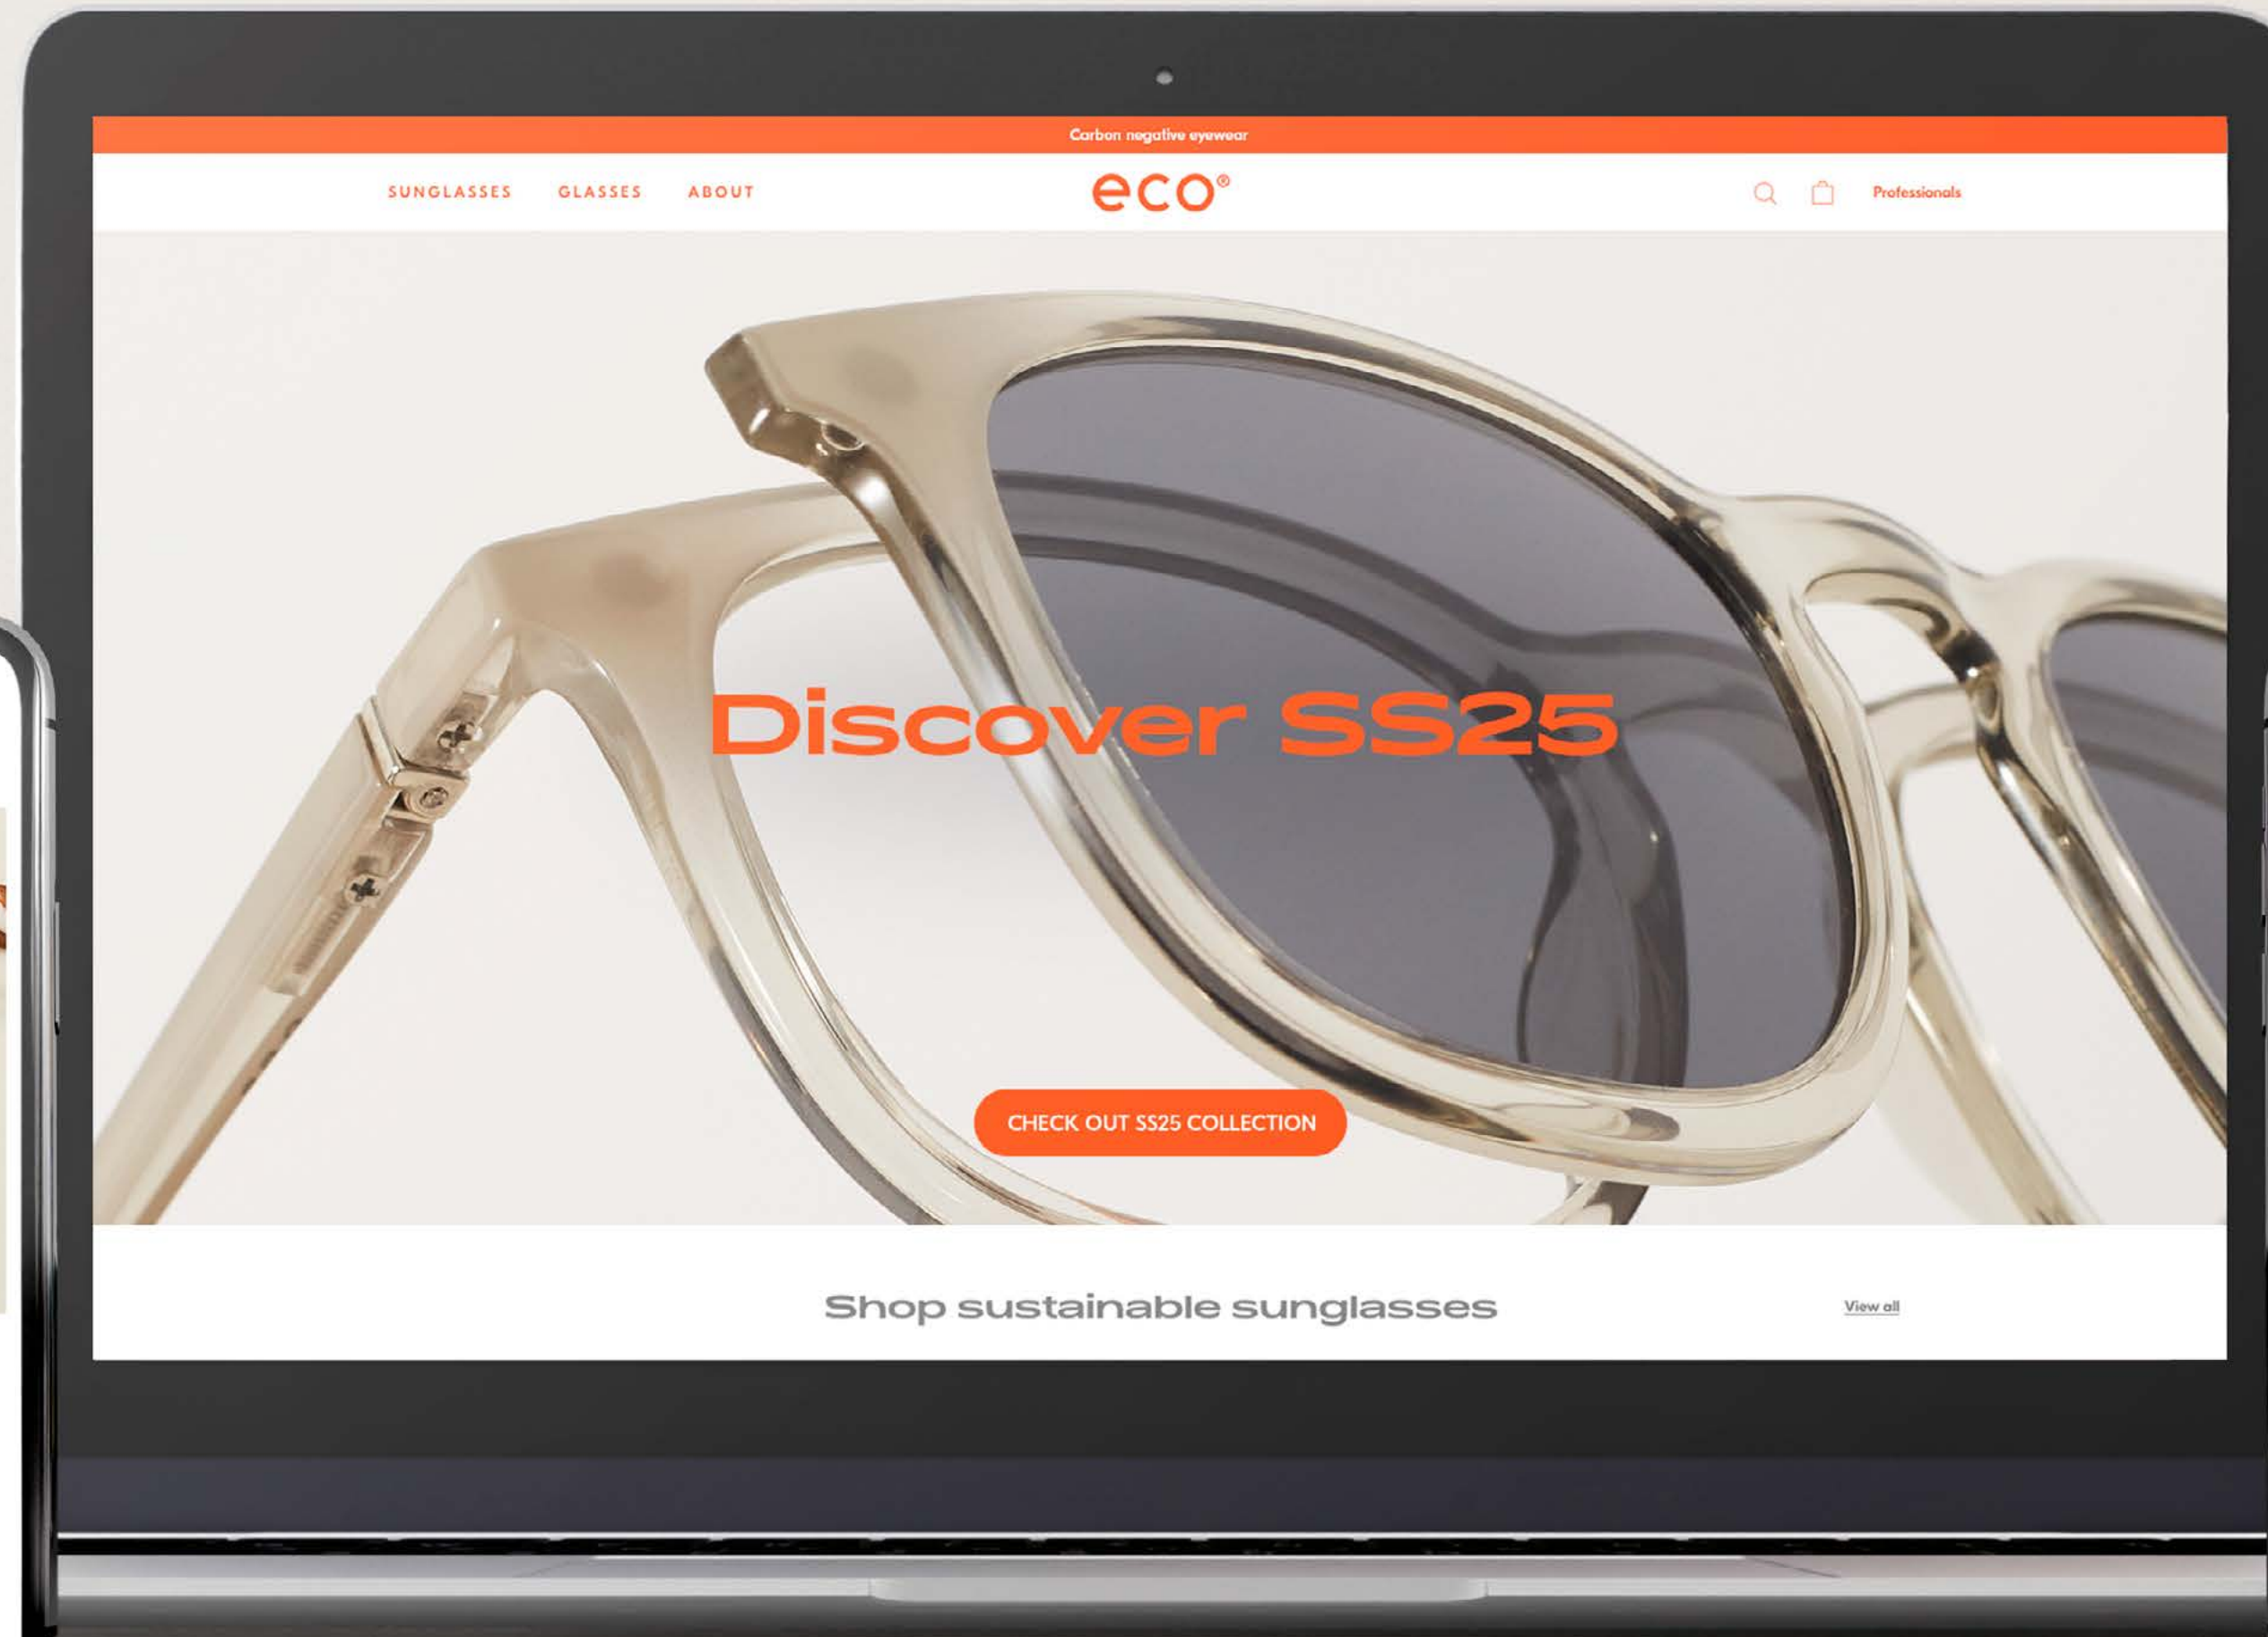 Carbon negative eyewear
SUNGLASSES GLASSES ABOUT
eco®
Professionals
Discover SS25
CHECK OUT SS25 COLLECTION
Shop sustainable sunglasses
View all